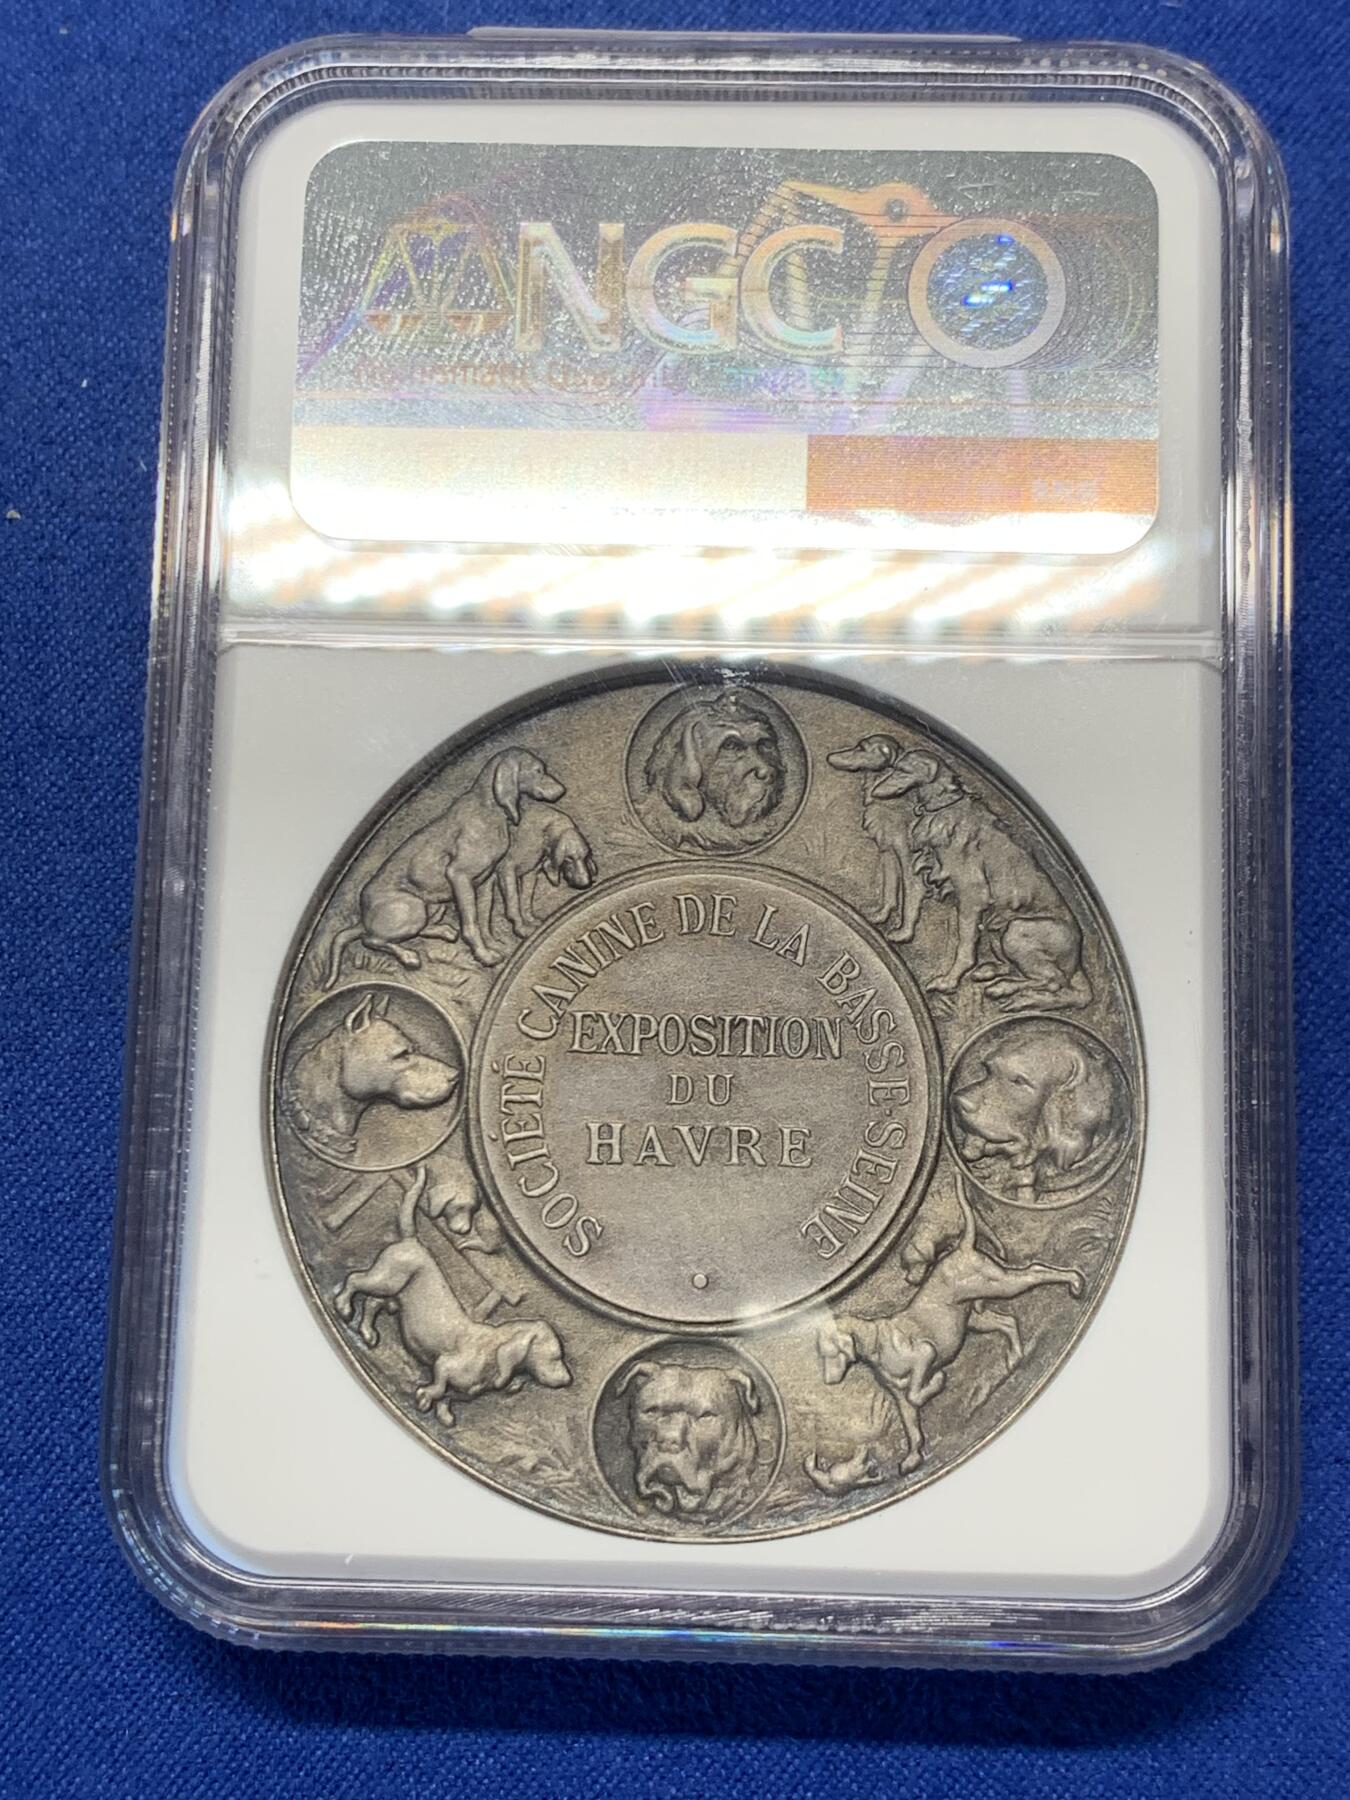 NGC
SOCIÉTÉ CANINE DE LA BASSE-SEINE
EXPOSITION
DU
HAVRE